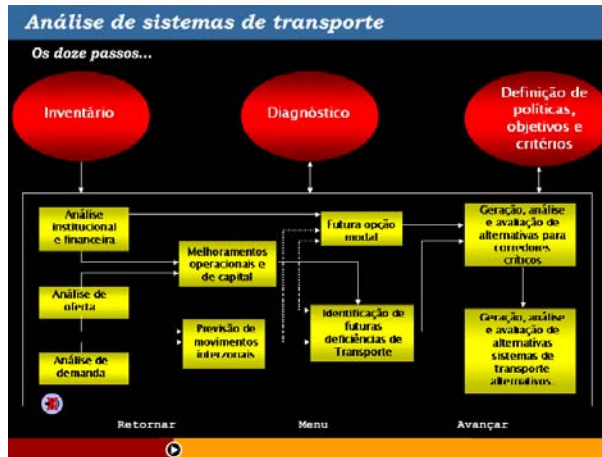 Análise de sistemas de transporte
Os doze passos...
Inventário
Diagnóstico
Definição de
políticas,
objetivos e
critérios
Análise
institucional
e financeira
Futura opção
modal
Geração, análise
e avaliação de
alternativas para
corredores
críticos
Melhoramentos
operacionais e
de capital
Análise de
oferta
Previsão de
movimentos
interzonais
Identificação de
futuras
deficiências de
Transporte
Geração, análise
e avaliação de
alternativas
sistemas de
transporte
alternativos.
Análise de
demanda
Retornar
Menu
Avançar